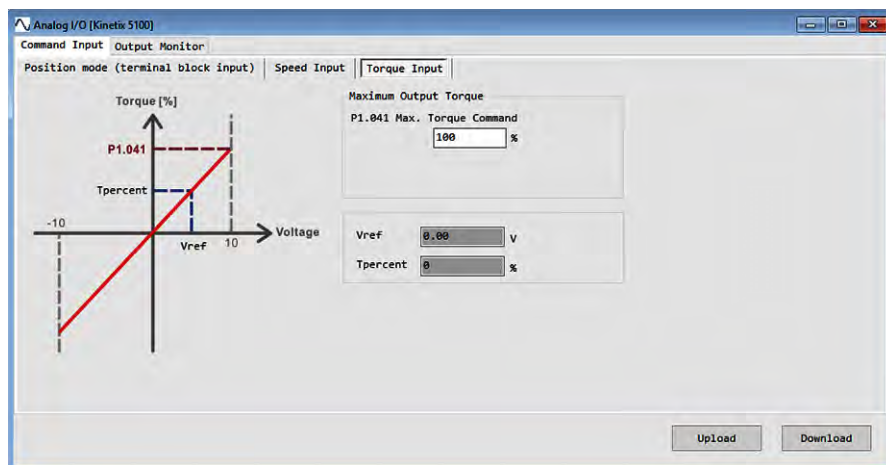 Analog I/O [Kinetix 5100]
Command Input Output Monitor
Position mode (terminal block input) Speed Input Torque Input
Torque [%]
P1.041
Tpercent
-10
Vref
10
Voltage
Maximum Output Torque
P1.041 Max. Torque Command
100 %
Vref 0.00 V
Tpercent 0 %
Upload Download